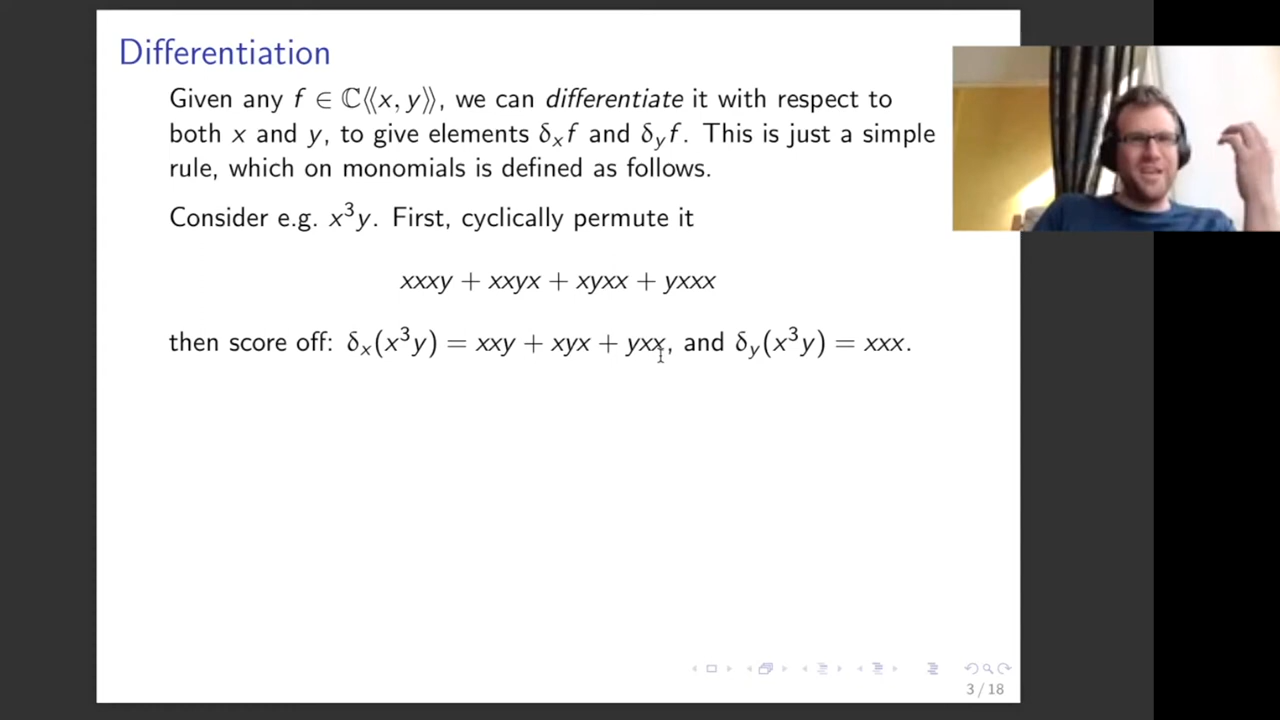 Differentiation
Given any f ∈ ℂ⟨⟨x, y⟩⟩, we can differentiate it with respect to
both x and y, to give elements δₓf and δ_yf. This is just a simple
rule, which on monomials is defined as follows.
Consider e.g. x³y. First, cyclically permute it
xxxy + xxyx + xyxx + yxxx
then score off: δₓ(x³y) = xxy + xyx + yxx, and δ_y(x³y) = xxx.
3 / 18